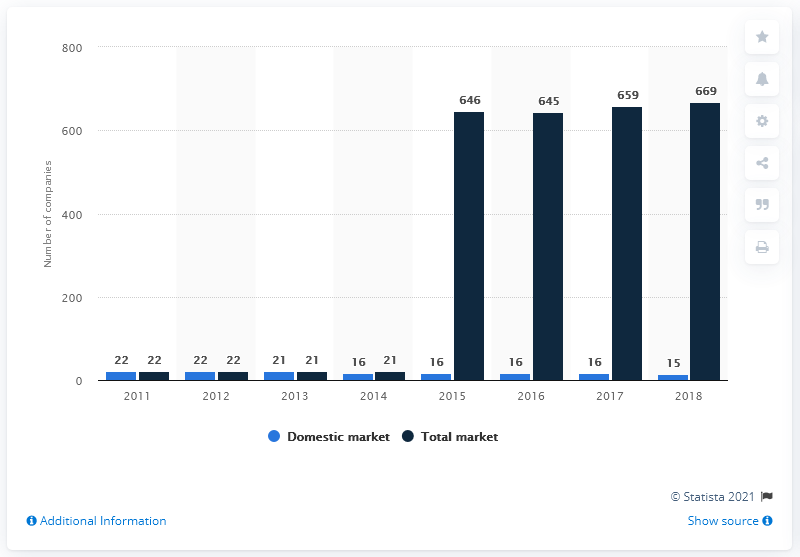 800
600
400
200
0
Number of companies
22 22 22 22 21 21 16 21 16 646 16 645 16 659 15 669
2011 2012 2013 2014 2015 2016 2017 2018
Domestic market Total market
© Statista 2021
Additional Information Show source